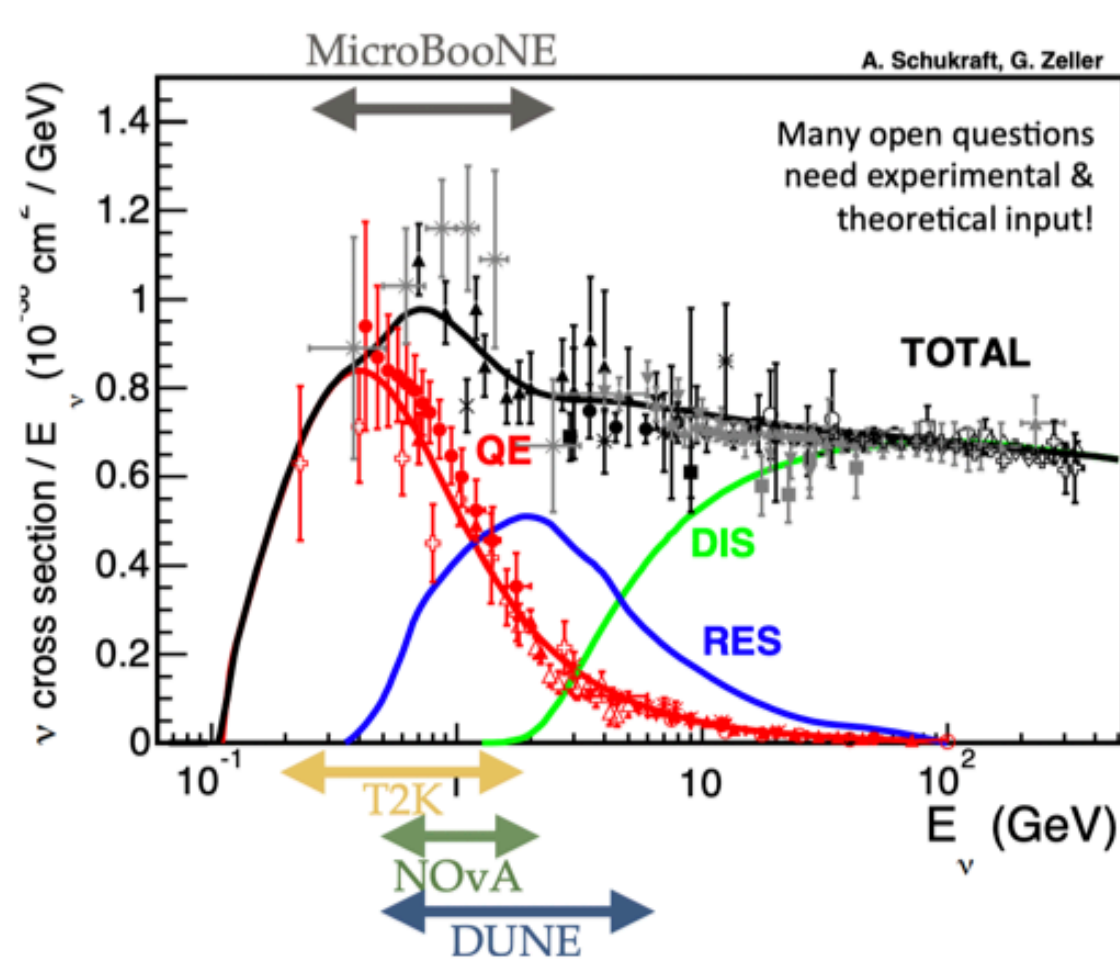 MicroBooNE
A. Schukraft, G. Zeller
Many open questions
need experimental &
theoretical input!
ν cross section / E_ν (10⁻³⁸ cm² / GeV)
1.4
1.2
1
0.8
0.6
0.4
0.2
0
TOTAL
QE
DIS
RES
10⁻¹
1
10
10²
E_ν (GeV)
T2K
NOvA
DUNE